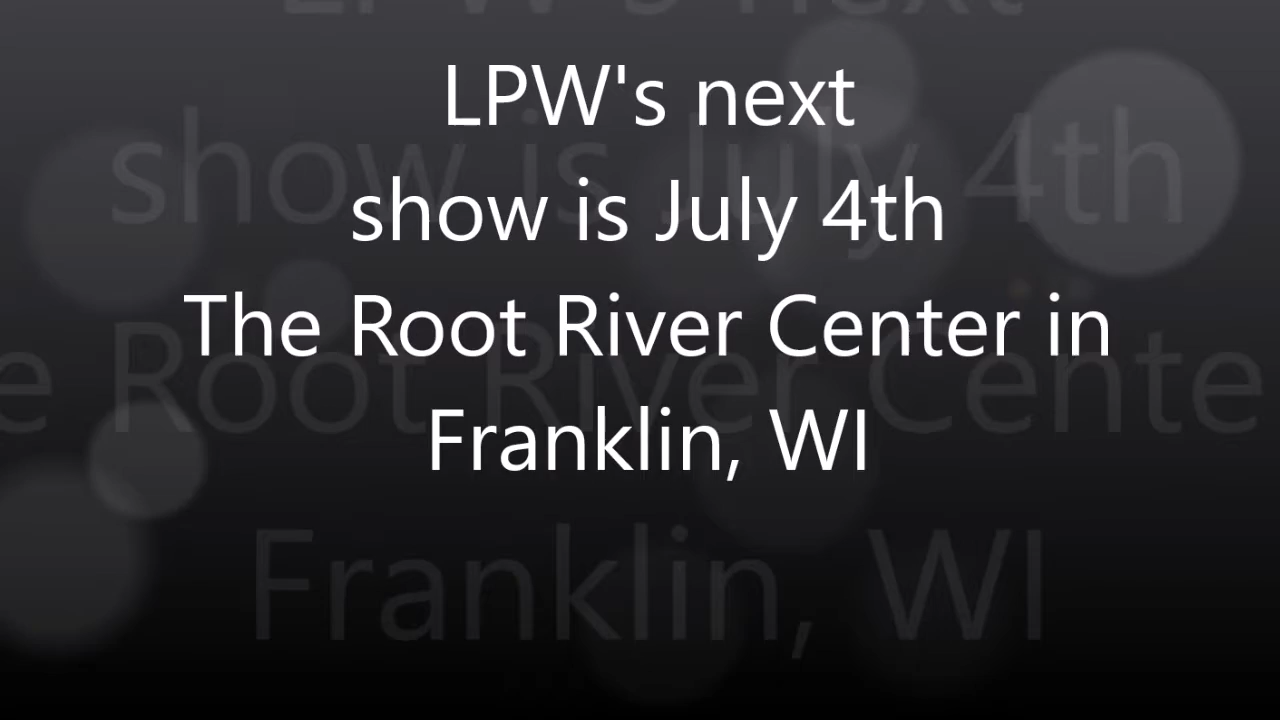 LPW's next
show is July 4th
The Root River Center in
Franklin, WI